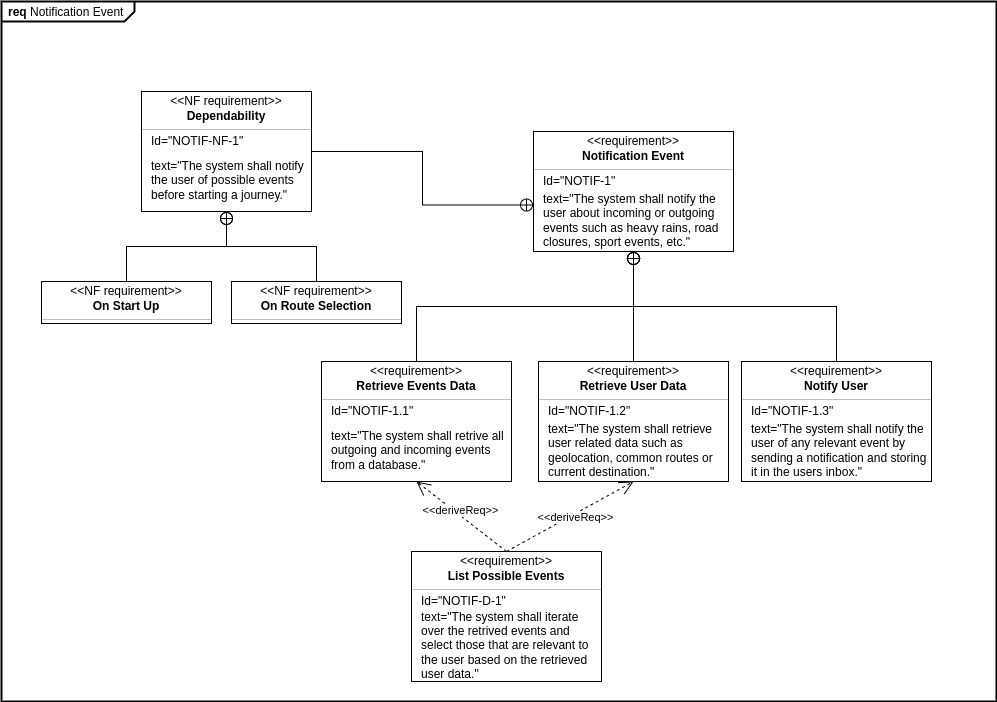 req Notification Event
<<NF requirement>>
Dependability
Id="NOTIF-NF-1"
text="The system shall notify
the user of possible events
before starting a journey."
<<requirement>>
Notification Event
Id="NOTIF-1"
text="The system shall notify the
user about incoming or outgoing
events such as heavy rains, road
closures, sport events, etc."
<<NF requirement>>
On Start Up
<<NF requirement>>
On Route Selection
<<requirement>>
Retrieve Events Data
Id="NOTIF-1.1"
text="The system shall retrive all
outgoing and incoming events
from a database."
<<requirement>>
Retrieve User Data
Id="NOTIF-1.2"
text="The system shall retrieve
user related data such as
geolocation, common routes or
current destination."
<<requirement>>
Notify User
Id="NOTIF-1.3"
text="The system shall notify the
user of any relevant event by
sending a notification and storing
it in the users inbox."
<<deriveReq>>
<<deriveReq>>
<<requirement>>
List Possible Events
Id="NOTIF-D-1"
text="The system shall iterate
over the retrived events and
select those that are relevant to
the user based on the retrieved
user data."